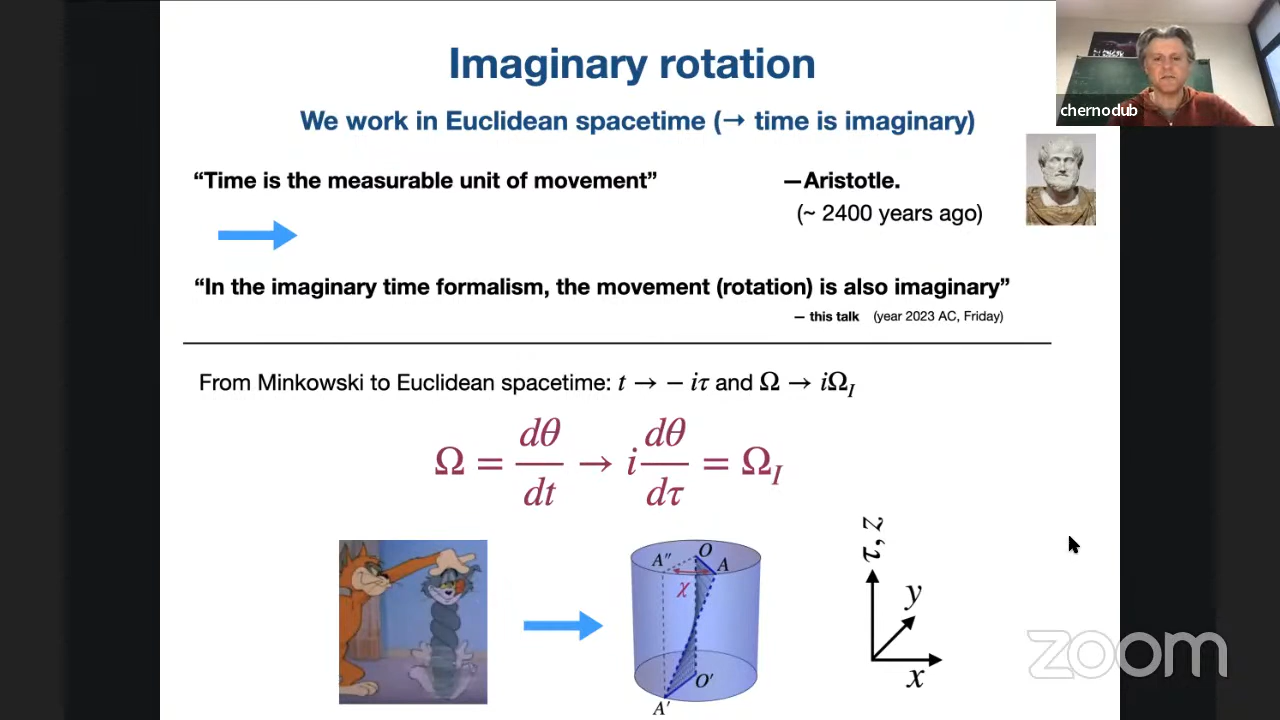 Imaginary rotation
We work in Euclidean spacetime (→ time is imaginary)
chernodub
“Time is the measurable unit of movement”
—Aristotle.
(~ 2400 years ago)
“In the imaginary time formalism, the movement (rotation) is also imaginary”
— this talk (year 2023 AC, Friday)
From Minkowski to Euclidean spacetime: t → − iτ and Ω → iΩ_I
Ω = dθ/dt → i dθ/dτ = Ω_I
A″ O A
χ
O′
A′
τ, z
y
x
zoom